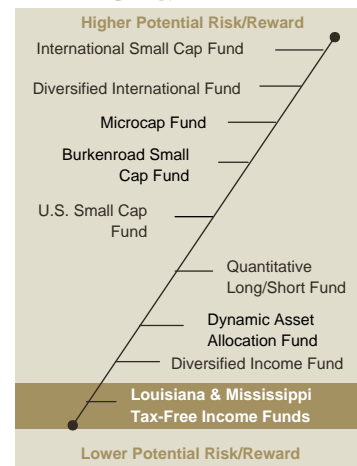 Higher Potential Risk/Reward
International Small Cap Fund
Diversified International Fund
Microcap Fund
Burkenroad Small
Cap Fund
U.S. Small Cap
Fund
Quantitative
Long/Short Fund
Dynamic Asset
Allocation Fund
Diversified Income Fund
Louisiana & Mississippi
Tax-Free Income Funds
Lower Potential Risk/Reward